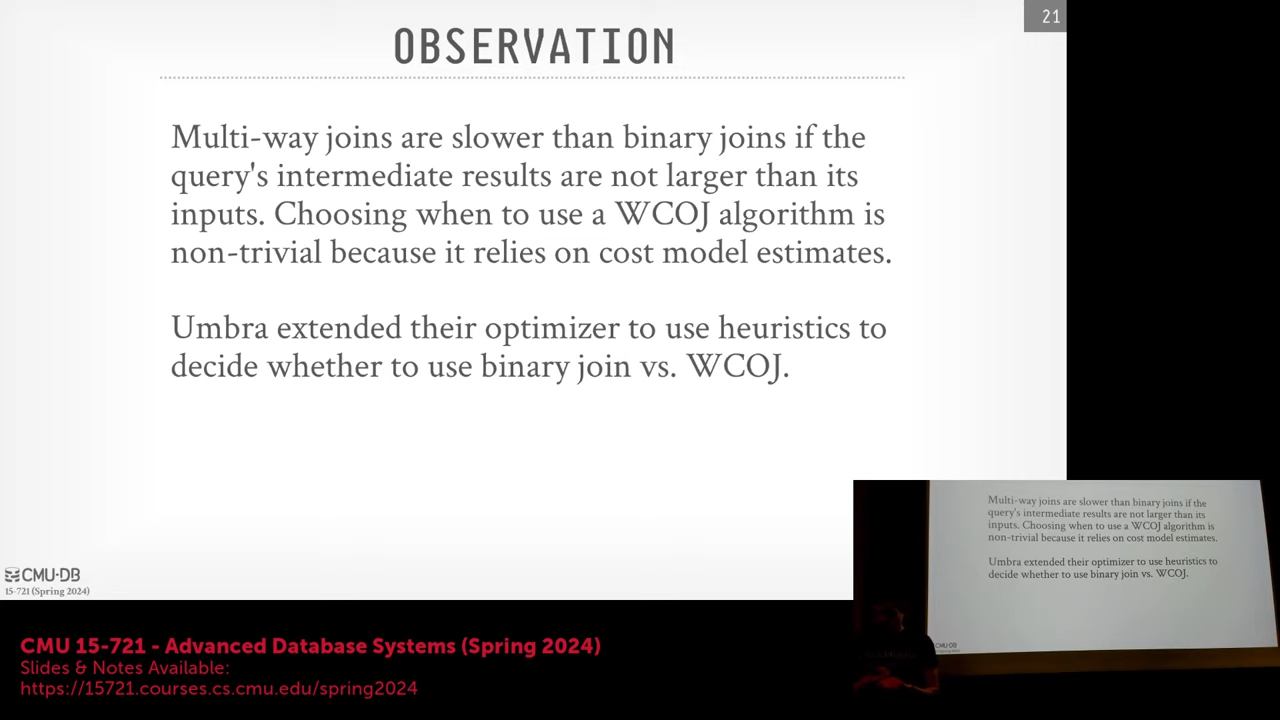 21
OBSERVATION
Multi-way joins are slower than binary joins if the
query's intermediate results are not larger than its
inputs. Choosing when to use a WCOJ algorithm is
non-trivial because it relies on cost model estimates.
Umbra extended their optimizer to use heuristics to
decide whether to use binary join vs. WCOJ.
CMU·DB
15-721 (Spring 2024)
Multi-way joins are slower than binary joins if the
query's intermediate results are not larger than its
inputs. Choosing when to use a WCOJ algorithm is
non-trivial because it relies on cost model estimates.
Umbra extended their optimizer to use heuristics to
decide whether to use binary join vs. WCOJ.
CMU 15-721 - Advanced Database Systems (Spring 2024)
Slides & Notes Available:
https://15721.courses.cs.cmu.edu/spring2024